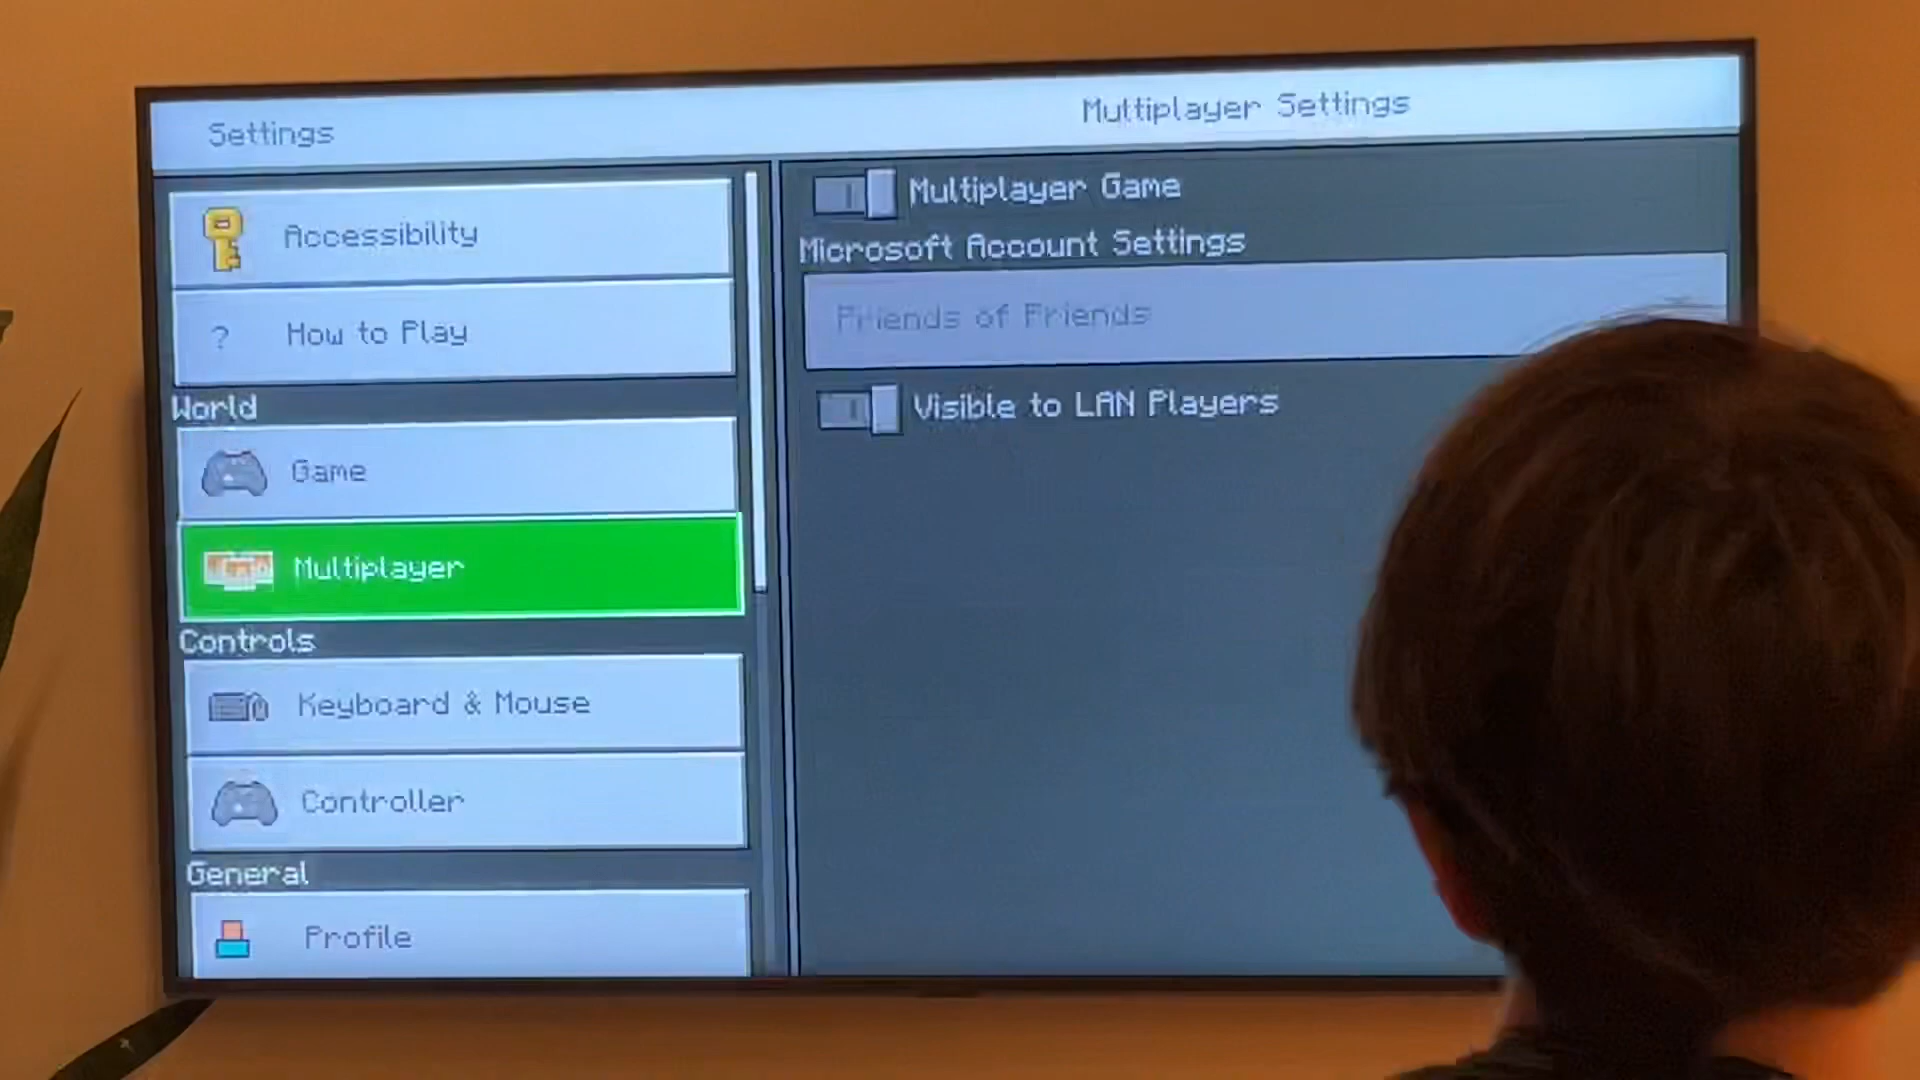 Settings
Multiplayer Settings
Accessibility
? How to Play
World
Game
Multiplayer
Controls
Keyboard & Mouse
Controller
General
Profile
Multiplayer Game
Microsoft Account Settings
Friends of Friends
Visible to LAN Players